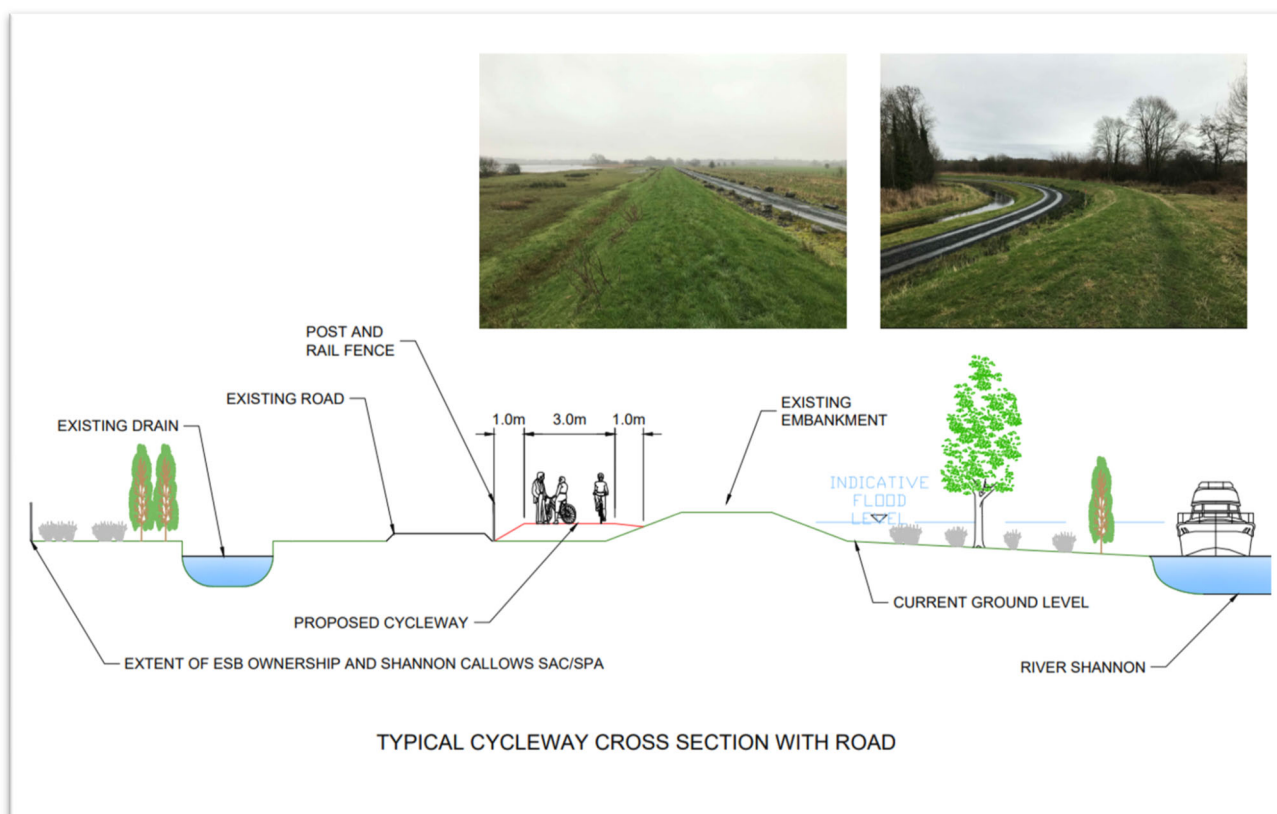 POST AND
RAIL FENCE
EXISTING ROAD
EXISTING DRAIN
1.0m 3.0m 1.0m
EXISTING
EMBANKMENT
INDICATIVE
FLOOD
LEVEL
CURRENT GROUND LEVEL
PROPOSED CYCLEWAY
EXTENT OF ESB OWNERSHIP AND SHANNON CALLOWS SAC/SPA
RIVER SHANNON
TYPICAL CYCLEWAY CROSS SECTION WITH ROAD